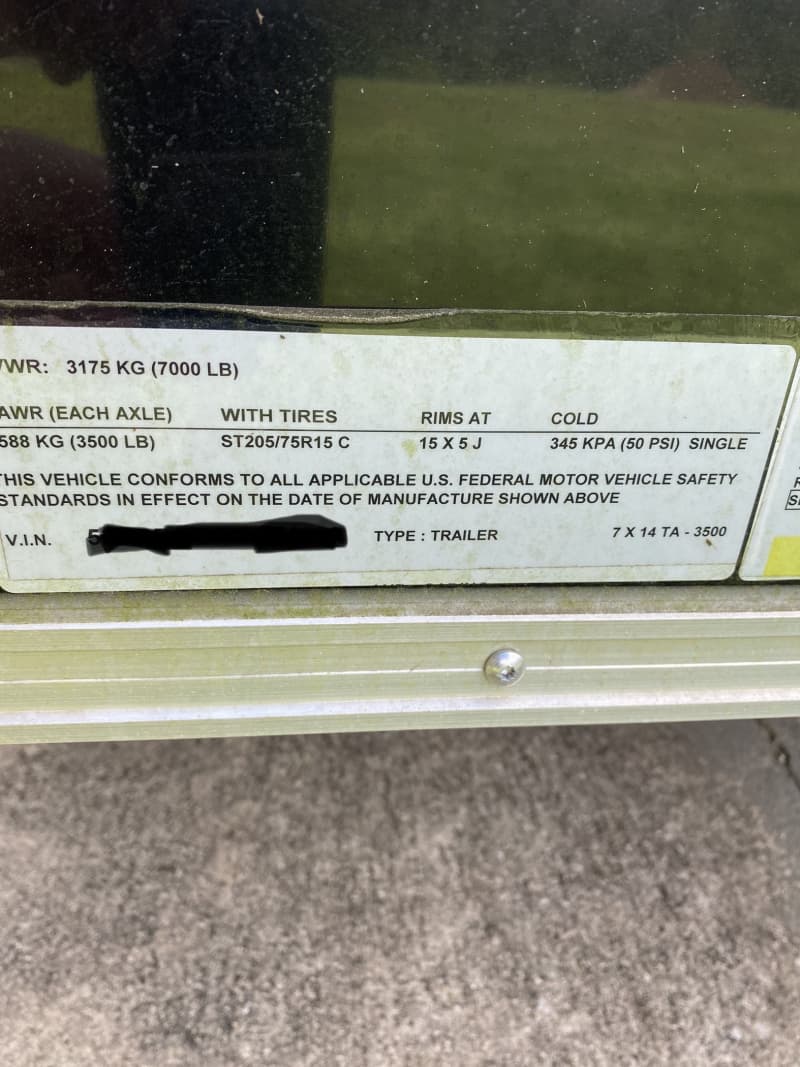 VWR: 3175 KG (7000 LB)
AWR (EACH AXLE) WITH TIRES RIMS AT COLD
588 KG (3500 LB) ST205/75R15 C 15 X 5 J 345 KPA (50 PSI) SINGLE
THIS VEHICLE CONFORMS TO ALL APPLICABLE U.S. FEDERAL MOTOR VEHICLE SAFETY
STANDARDS IN EFFECT ON THE DATE OF MANUFACTURE SHOWN ABOVE
V.I.N. 5 TYPE : TRAILER 7 X 14 TA - 3500